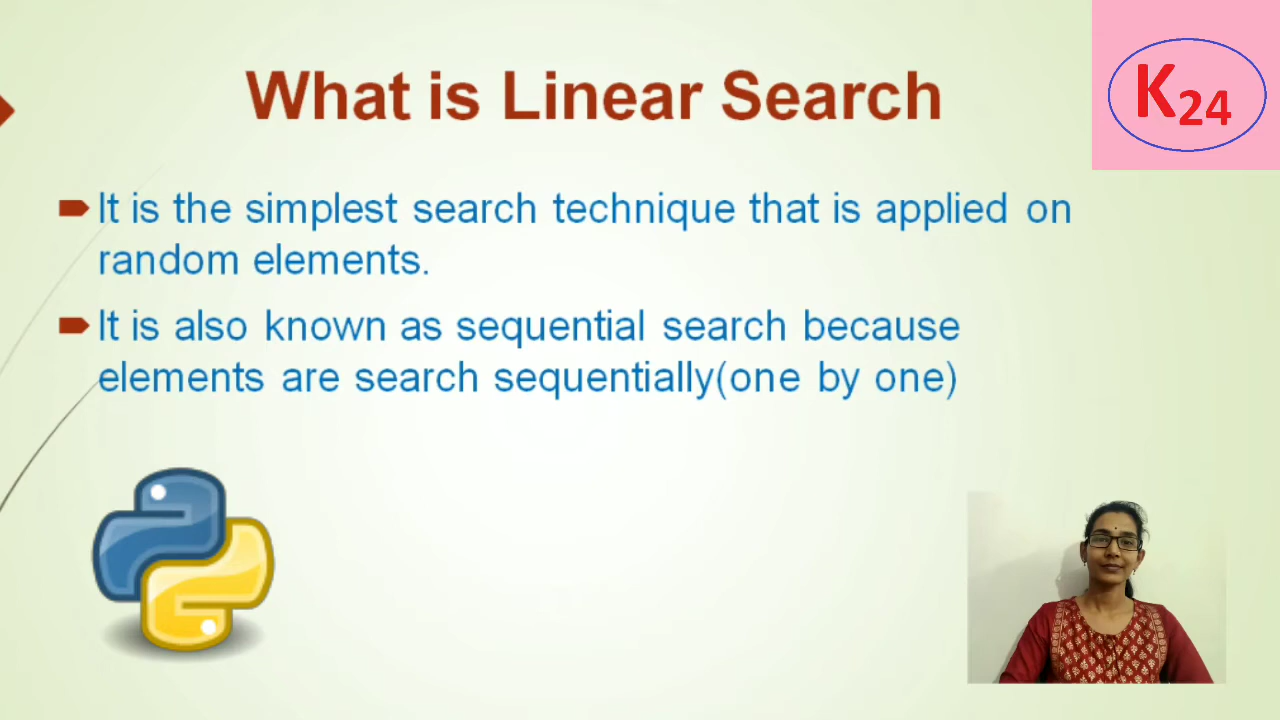 What is Linear Search
K24
It is the simplest search technique that is applied on
random elements.
It is also known as sequential search because
elements are search sequentially(one by one)